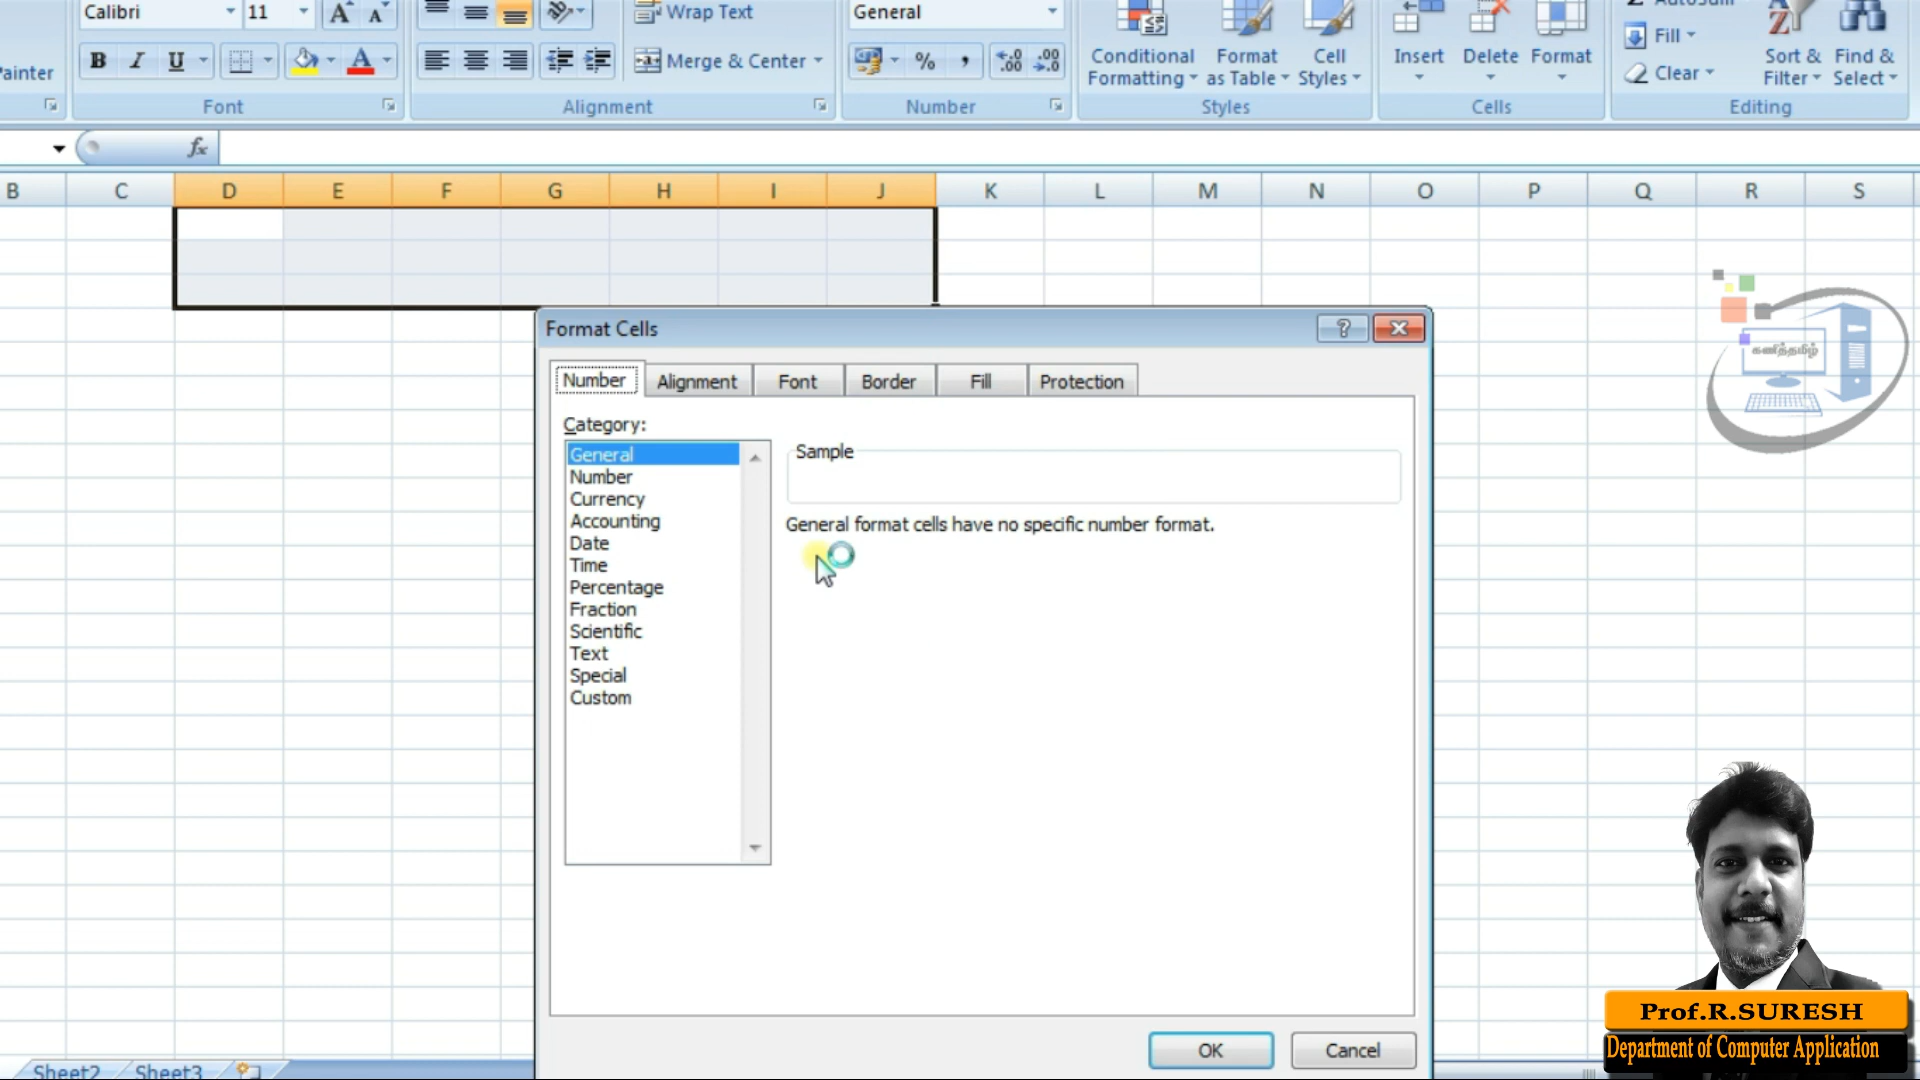 Calibri 11 Wrap Text General AutoSum
Fill
B I U Merge & Center % , Conditional Formatting Format as Table Cell Styles Insert Delete Format Sort & Filter Find & Select
Painter Clear
Font Alignment Number Styles Cells Editing
fx
B C D E F G H I J K L M N O P Q R S
Format Cells
Number Alignment Font Border Fill Protection
கணித்தமிழ்
Category:
Sample
General
Number
Currency
General format cells have no specific number format.
Accounting
Date
Time
Percentage
Fraction
Scientific
Text
Special
Custom
Prof.R.SURESH
OK Cancel
Department of Computer Application
Sheet2 Sheet3